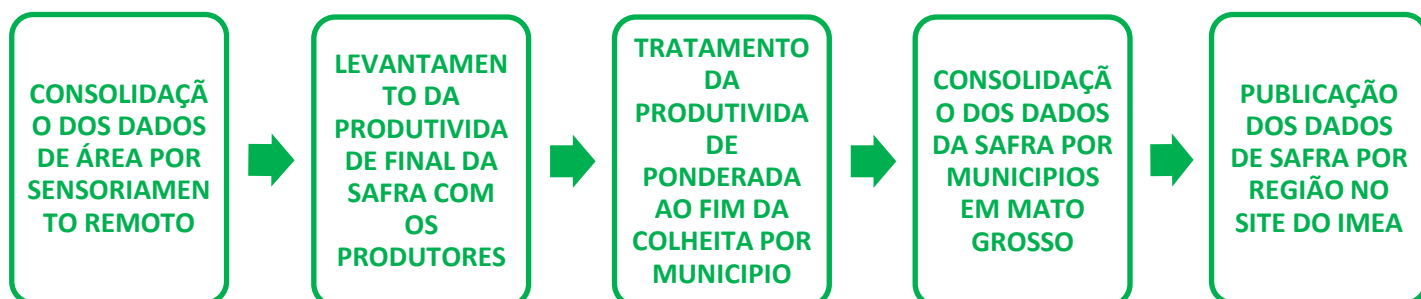 CONSOLIDAÇÃ
O DOS DADOS
DE ÁREA POR
SENSORIAMEN
TO REMOTO
LEVANTAMEN
TO DA
PRODUTIVIDA
DE FINAL DA
SAFRA COM
OS
PRODUTORES
TRATAMENTO
DA
PRODUTIVIDA
DE
PONDERADA
AO FIM DA
COLHEITA POR
MUNICIPIO
CONSOLIDAÇÃ
O DOS DADOS
DA SAFRA POR
MUNICIPIOS
EM MATO
GROSSO
PUBLICAÇÃO
DOS DADOS
DE SAFRA POR
REGIÃO NO
SITE DO IMEA